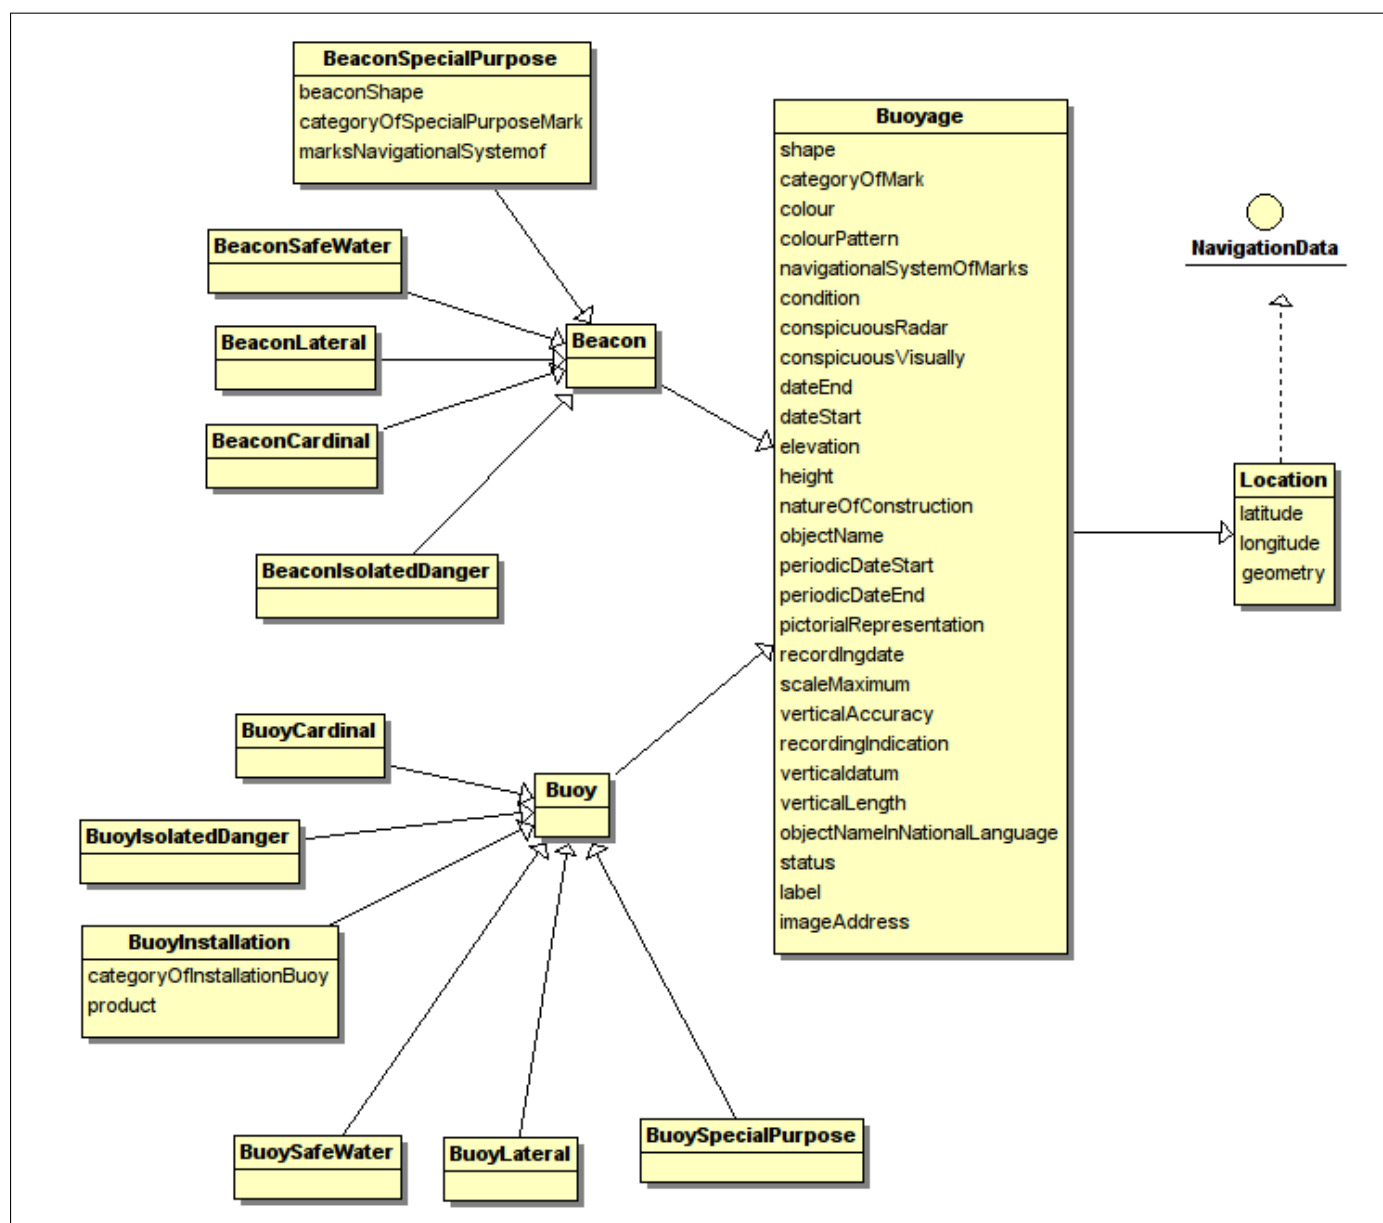 BeaconSpecialPurpose
beaconShape
categoryOfSpecialPurposeMark
marksNavigationalSystemof
BeaconSafeWater
BeaconLateral
BeaconCardinal
BeaconIsolatedDanger
Beacon
Buoyage
shape
categoryOfMark
colour
colourPattern
navigationalSystemOfMarks
condition
conspicuousRadar
conspicuousVisually
dateEnd
dateStart
elevation
height
natureOfConstruction
objectName
periodicDateStart
periodicDateEnd
pictorialRepresentation
recordIngdate
scaleMaximum
verticalAccuracy
recordingIndication
verticaldatum
verticalLength
objectNameInNationalLanguage
status
label
imageAddress
NavigationData
Location
latitude
longitude
geometry
BuoyCardinal
BuoyIsolatedDanger
BuoyInstallation
categoryOfInstallationBuoy
product
Buoy
BuoySafeWater
BuoyLateral
BuoySpecialPurpose